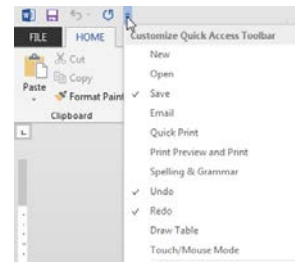 FILE HOME Customize Quick Access Toolbar
Cut New
Copy Open
Paste Save
Format Paint Email
Clipboard Quick Print
Print Preview and Print
Spelling & Grammar
Undo
Redo
Draw Table
Touch/Mouse Mode